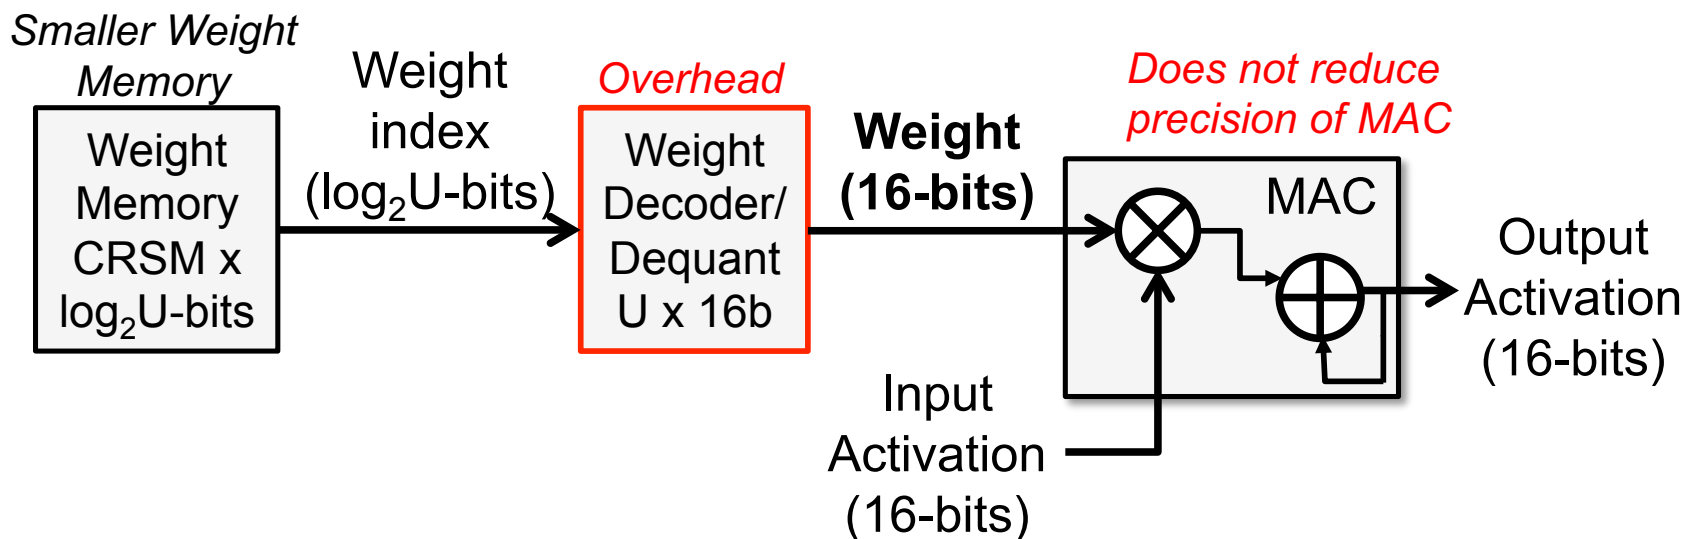 Smaller Weight
Memory
Weight
Memory
CRSM x
log₂U-bits
Weight
index
(log₂U-bits)
Overhead
Weight
Decoder/
Dequant
U x 16b
Weight
(16-bits)
Does not reduce
precision of MAC
MAC
Input
Activation
(16-bits)
Output
Activation
(16-bits)